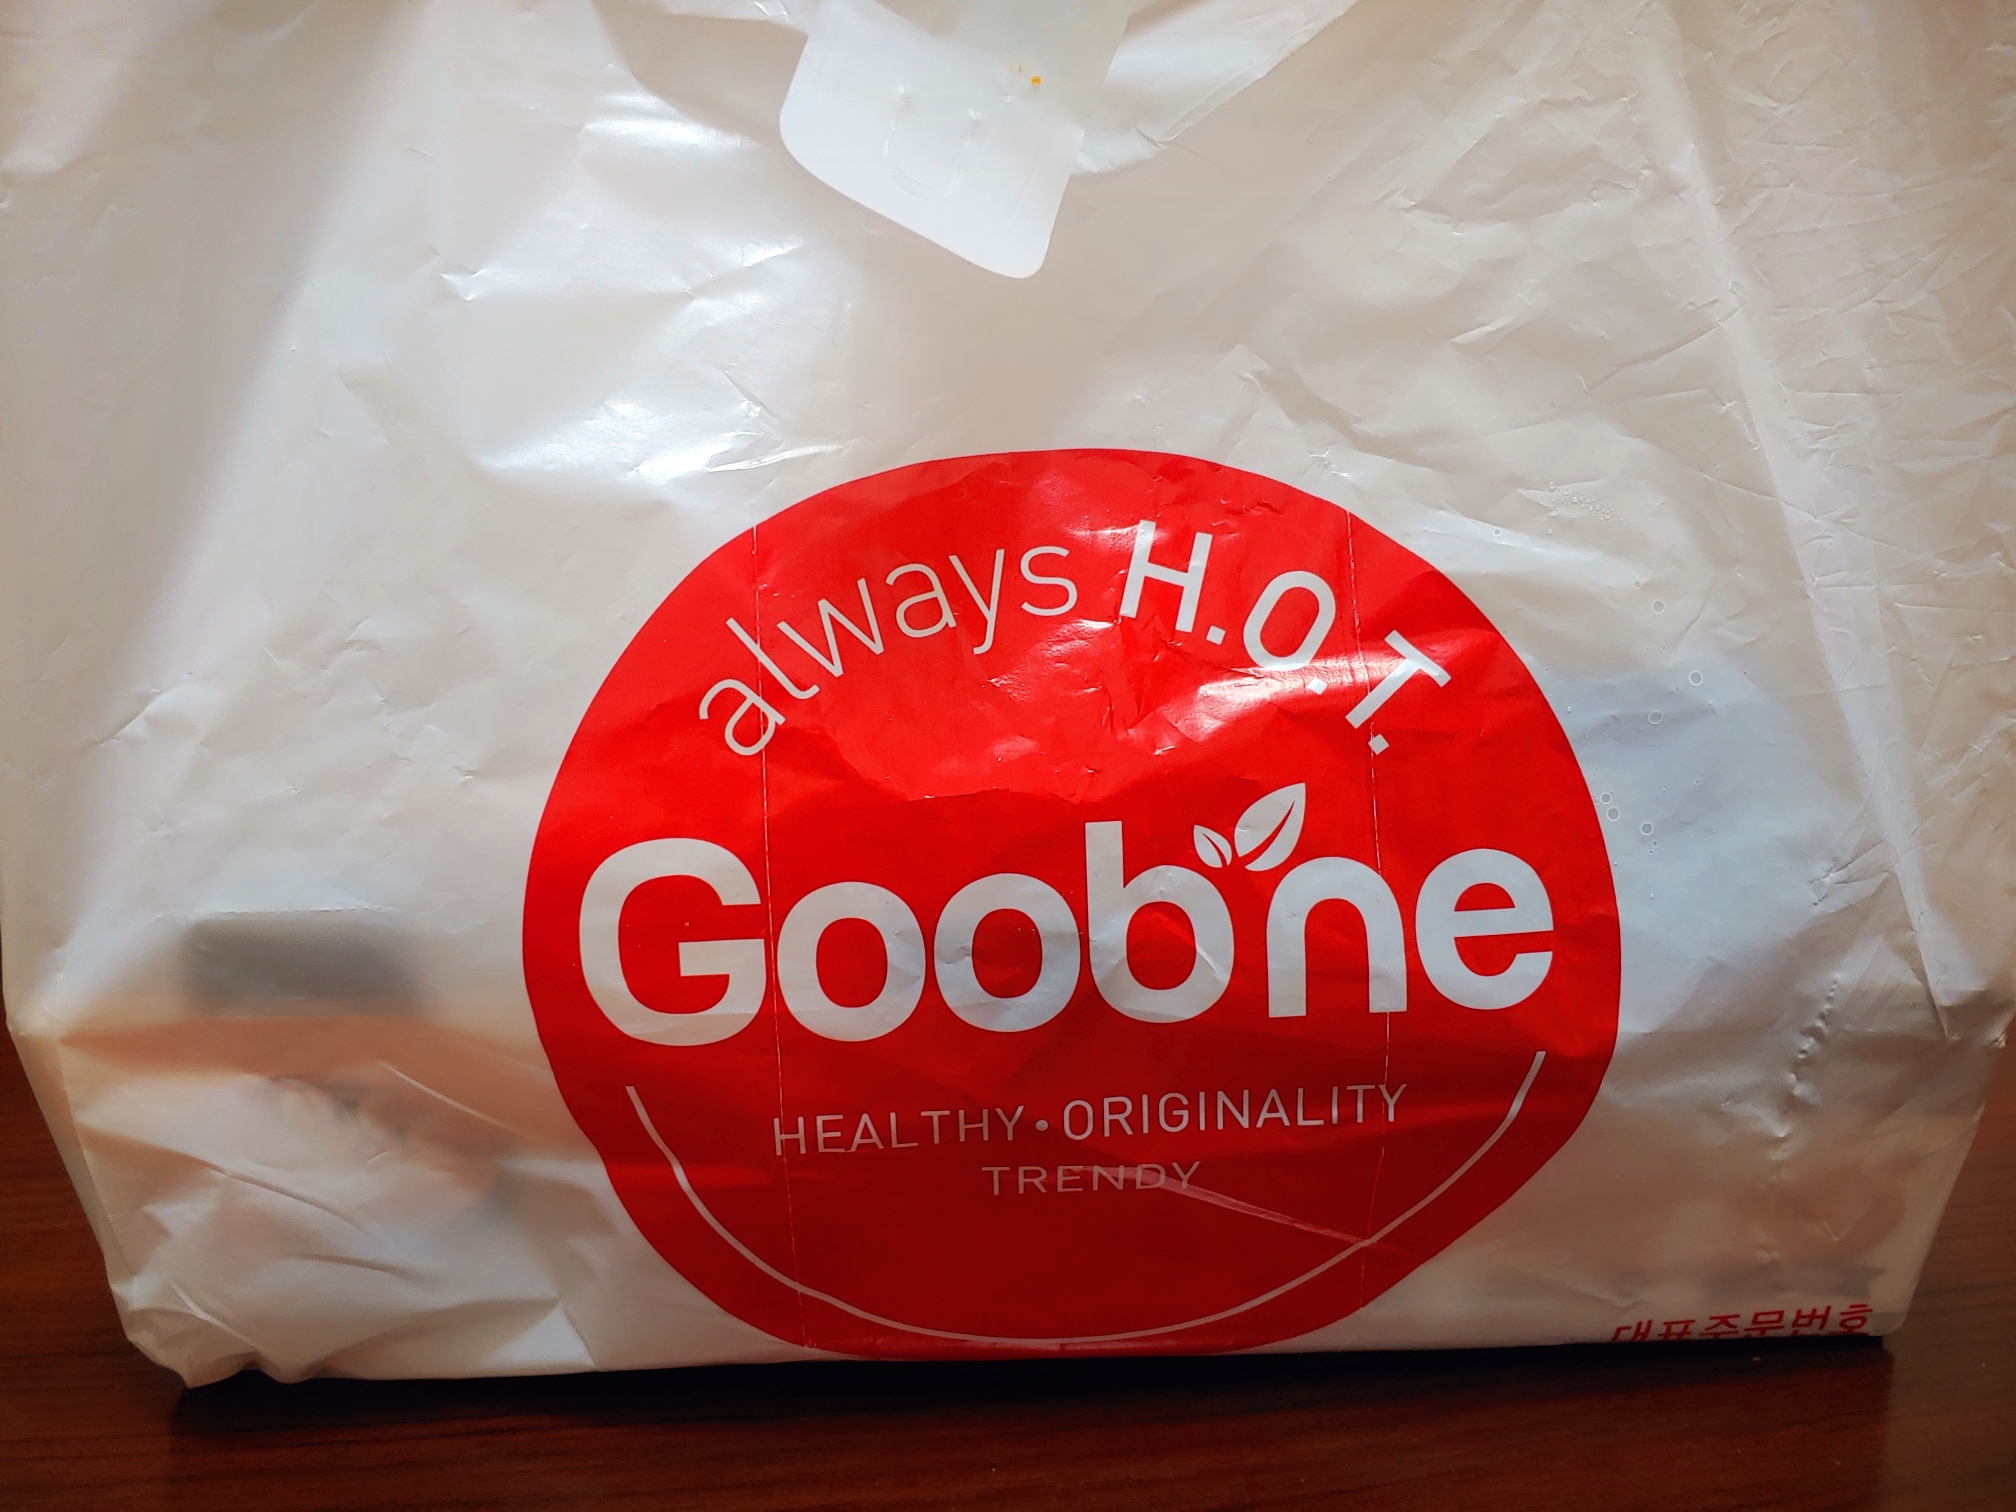 always H.O.T.
Goobne
HEALTHY•ORIGINALITY
TRENDY
대표주문번호